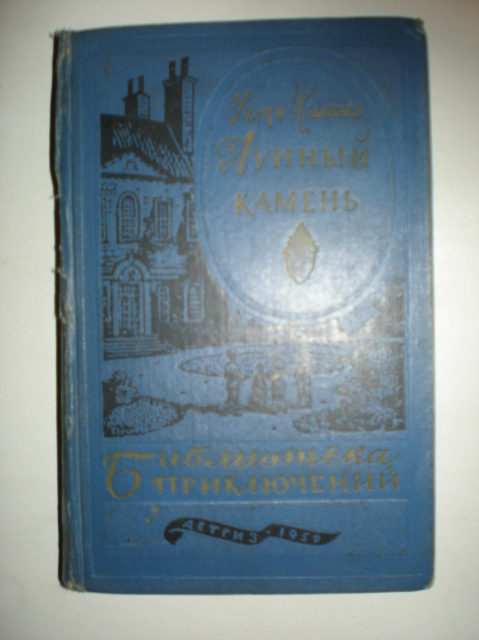 Уилки Коллинз
Лунный
КАМЕНЬ
Библиотека
ПРИКЛЮЧЕНИЙ
ДЕТГИЗ • 1959